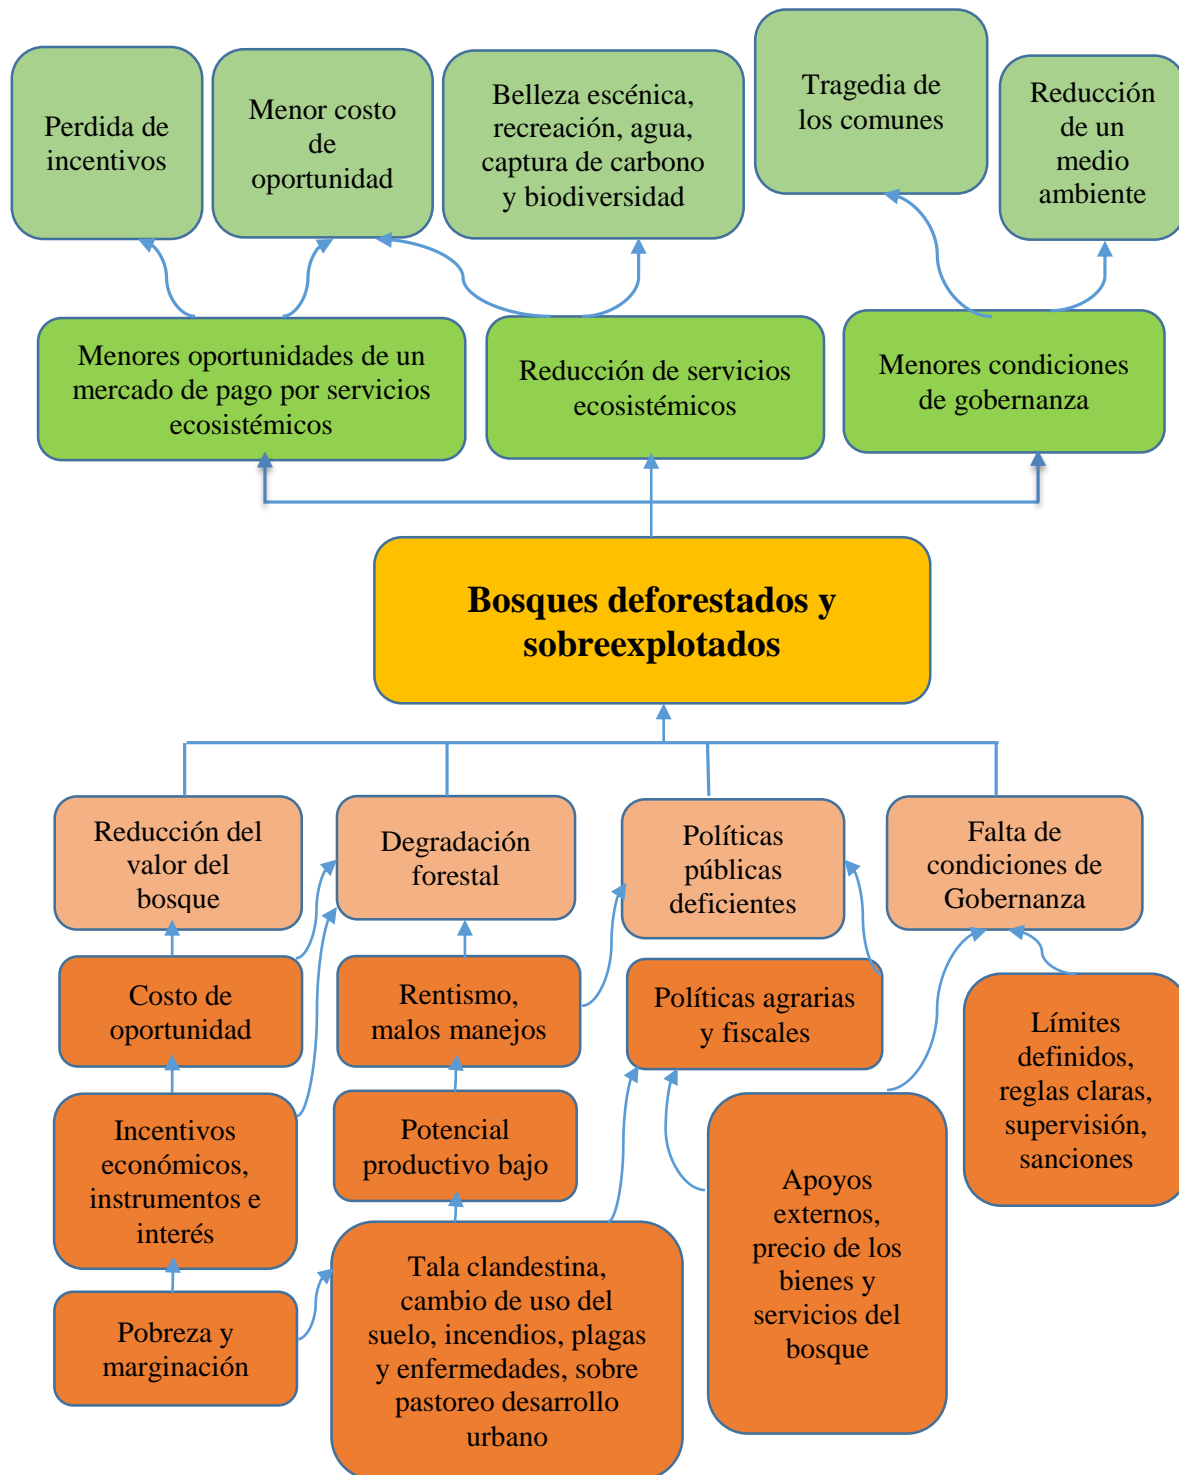 Perdida de
incentivos
Menor costo
de
oportunidad
Belleza escénica,
recreación, agua,
captura de carbono
y biodiversidad
Tragedia de
los comunes
Reducción
de un
medio
ambiente
Menores oportunidades de un
mercado de pago por servicios
ecosistémicos
Reducción de servicios
ecosistémicos
Menores condiciones
de gobernanza
Bosques deforestados y
sobreexplotados
Reducción del
valor del
bosque
Degradación
forestal
Políticas
públicas
deficientes
Falta de
condiciones de
Gobernanza
Costo de
oportunidad
Rentismo,
malos manejos
Políticas agrarias
y fiscales
Límites
definidos,
reglas claras,
supervisión,
sanciones
Incentivos
económicos,
instrumentos e
interés
Potencial
productivo bajo
Apoyos
externos,
precio de los
bienes y
servicios del
bosque
Pobreza y
marginación
Tala clandestina,
cambio de uso del
suelo, incendios, plagas
y enfermedades, sobre
pastoreo desarrollo
urbano